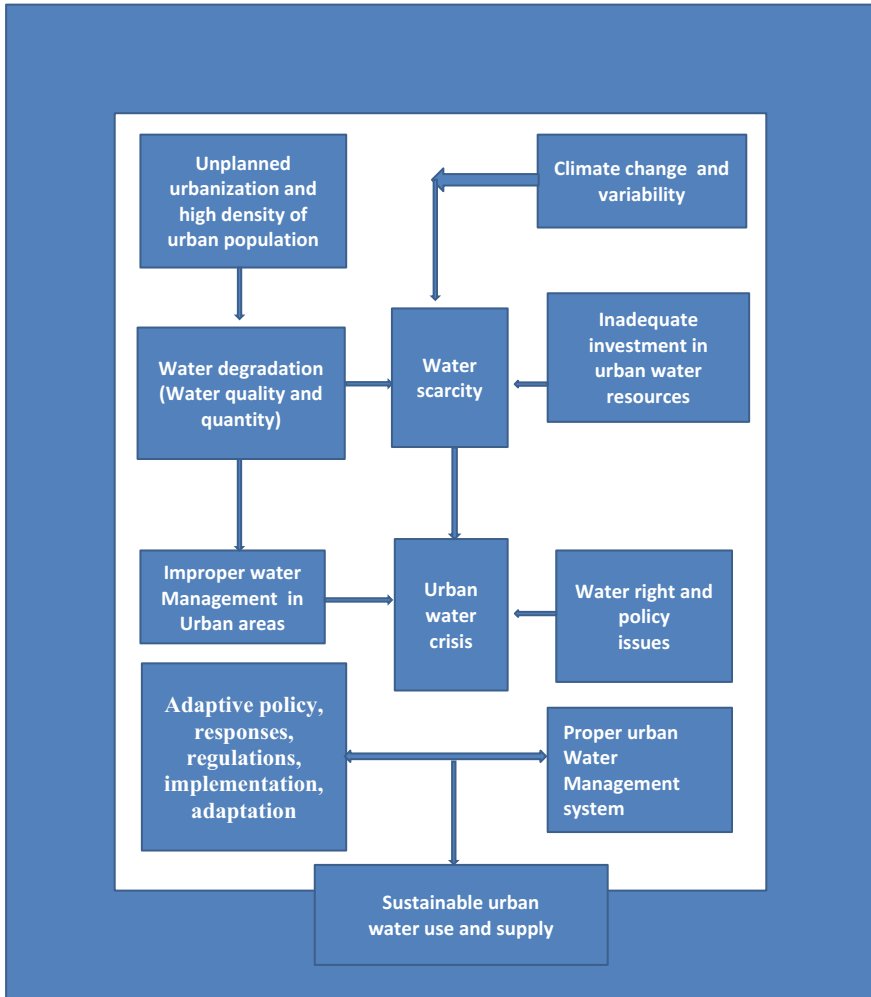 Unplanned
urbanization and
high density of
urban population
Climate change and
variability
Water degradation
(Water quality and
quantity)
Water
scarcity
Inadequate
investment in
urban water
resources
Improper water
Management in
Urban areas
Urban
water
crisis
Water right and
policy
issues
Adaptive policy,
responses,
regulations,
implementation,
adaptation
Proper urban
Water
Management
system
Sustainable urban
water use and supply